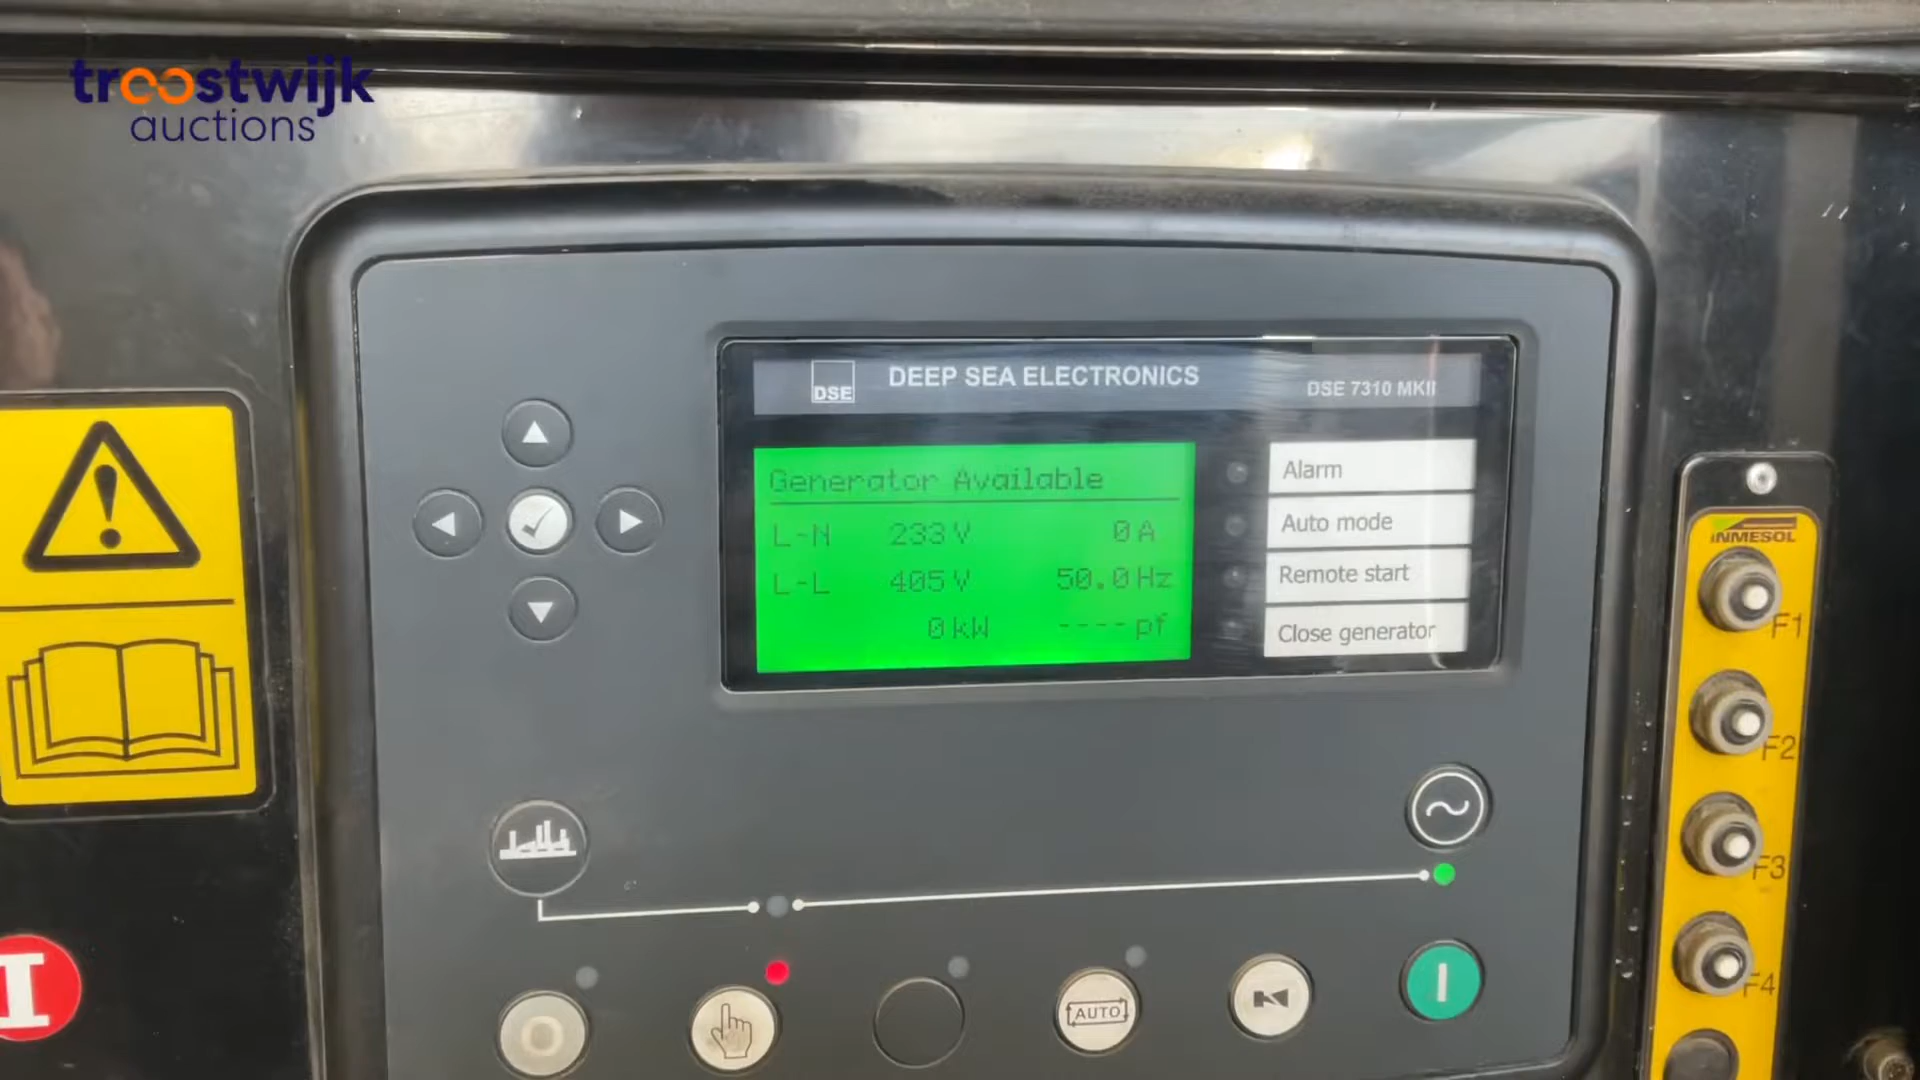 troostwijk
auctions
DSE
DEEP SEA ELECTRONICS
DSE 7310 MKII
Generator Available
L-N 233 V 0 A
L-L 405 V 50.0 Hz
0 kW ---- pf
Alarm
Auto mode
Remote start
Close generator
INMESOL
F1
F2
F3
F4
AUTO